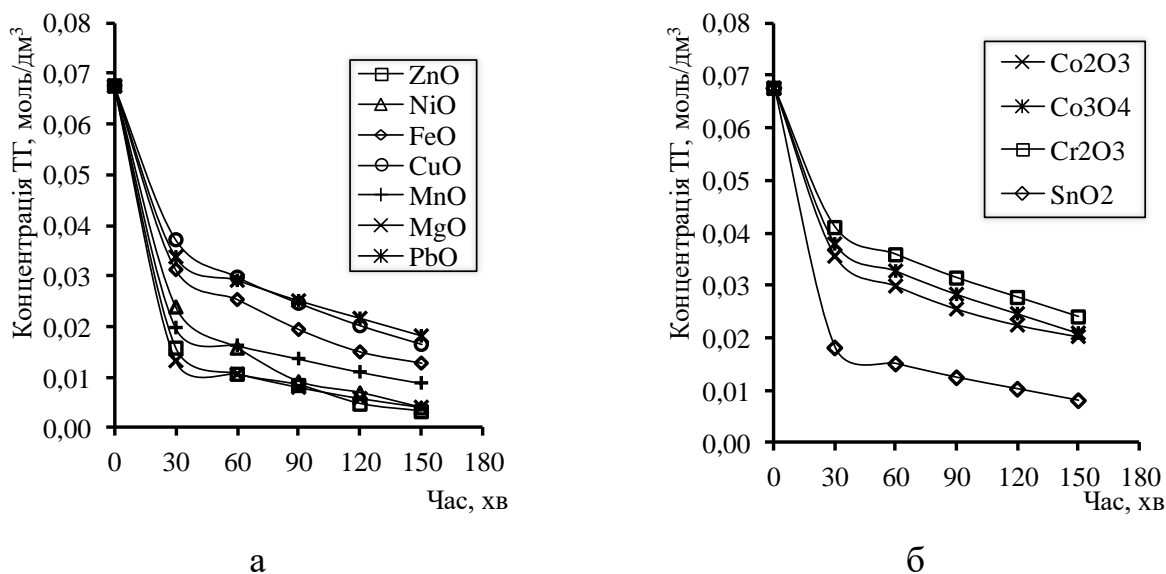 Концентрація ТГ, моль/дм³
0,08
0,07
0,06
0,05
0,04
0,03
0,02
0,01
0,00
0 30 60 90 120 150 180
Час, хв
ZnO
NiO
FeO
CuO
MnO
MgO
PbO
а
Концентрація ТГ, моль/дм³
0,08
0,07
0,06
0,05
0,04
0,03
0,02
0,01
0,00
0 30 60 90 120 150 180
Час, хв
Co2O3
Co3O4
Cr2O3
SnO2
б